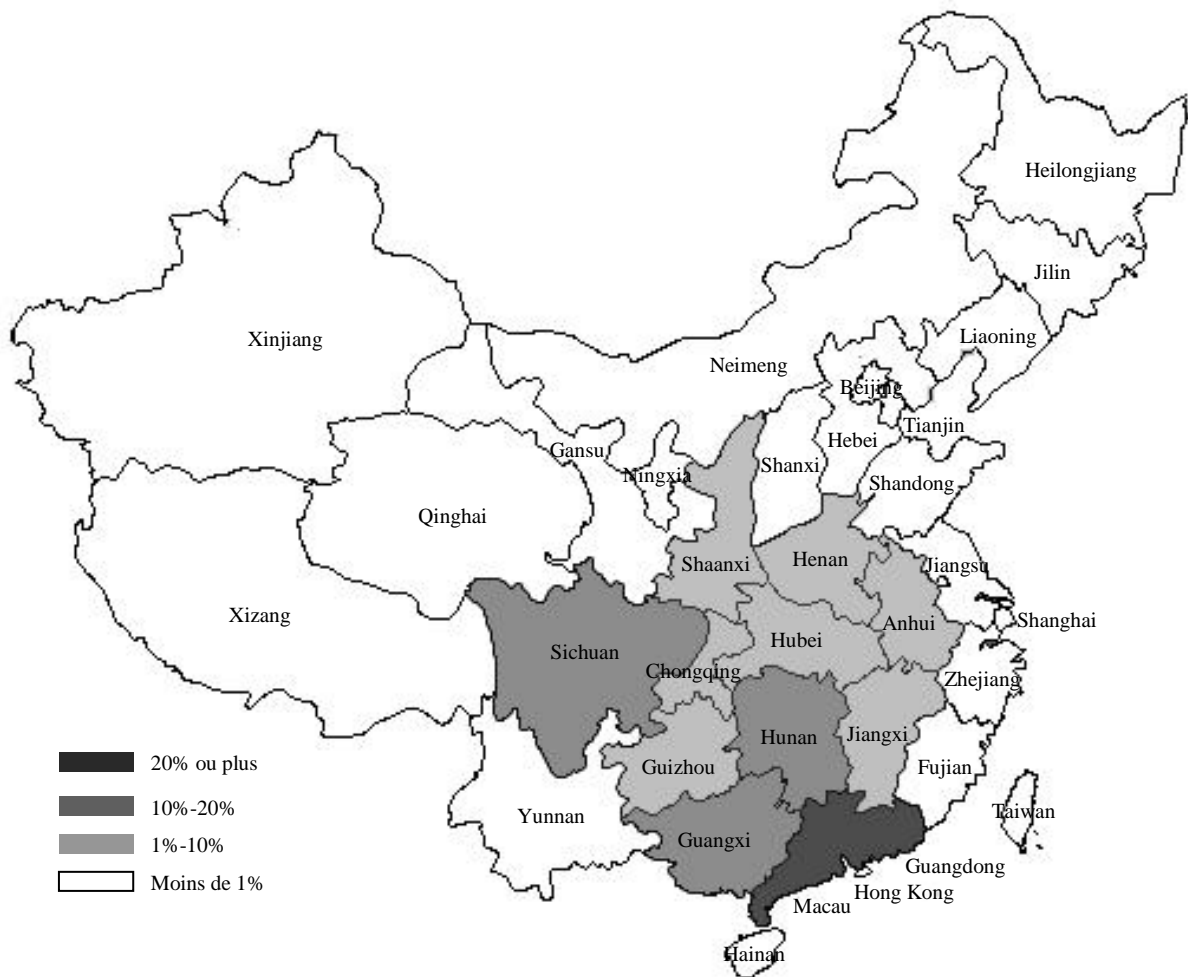 Heilongjiang
Jilin
Liaoning
Xinjiang
Neimeng
Beijing
Tianjin
Hebei
Gansu
Shanxi
Ningxia
Shandong
Qinghai
Shaanxi
Henan
Jiangsu
Xizang
Shanghai
Anhui
Hubei
Sichuan
Chongqing
Zhejiang
Hunan
Jiangxi
Guizhou
Fujian
20% ou plus
10%-20%
Yunnan
Taiwan
1%-10%
Guangxi
Guangdong
Moins de 1%
Hong Kong
Macau
Hainan